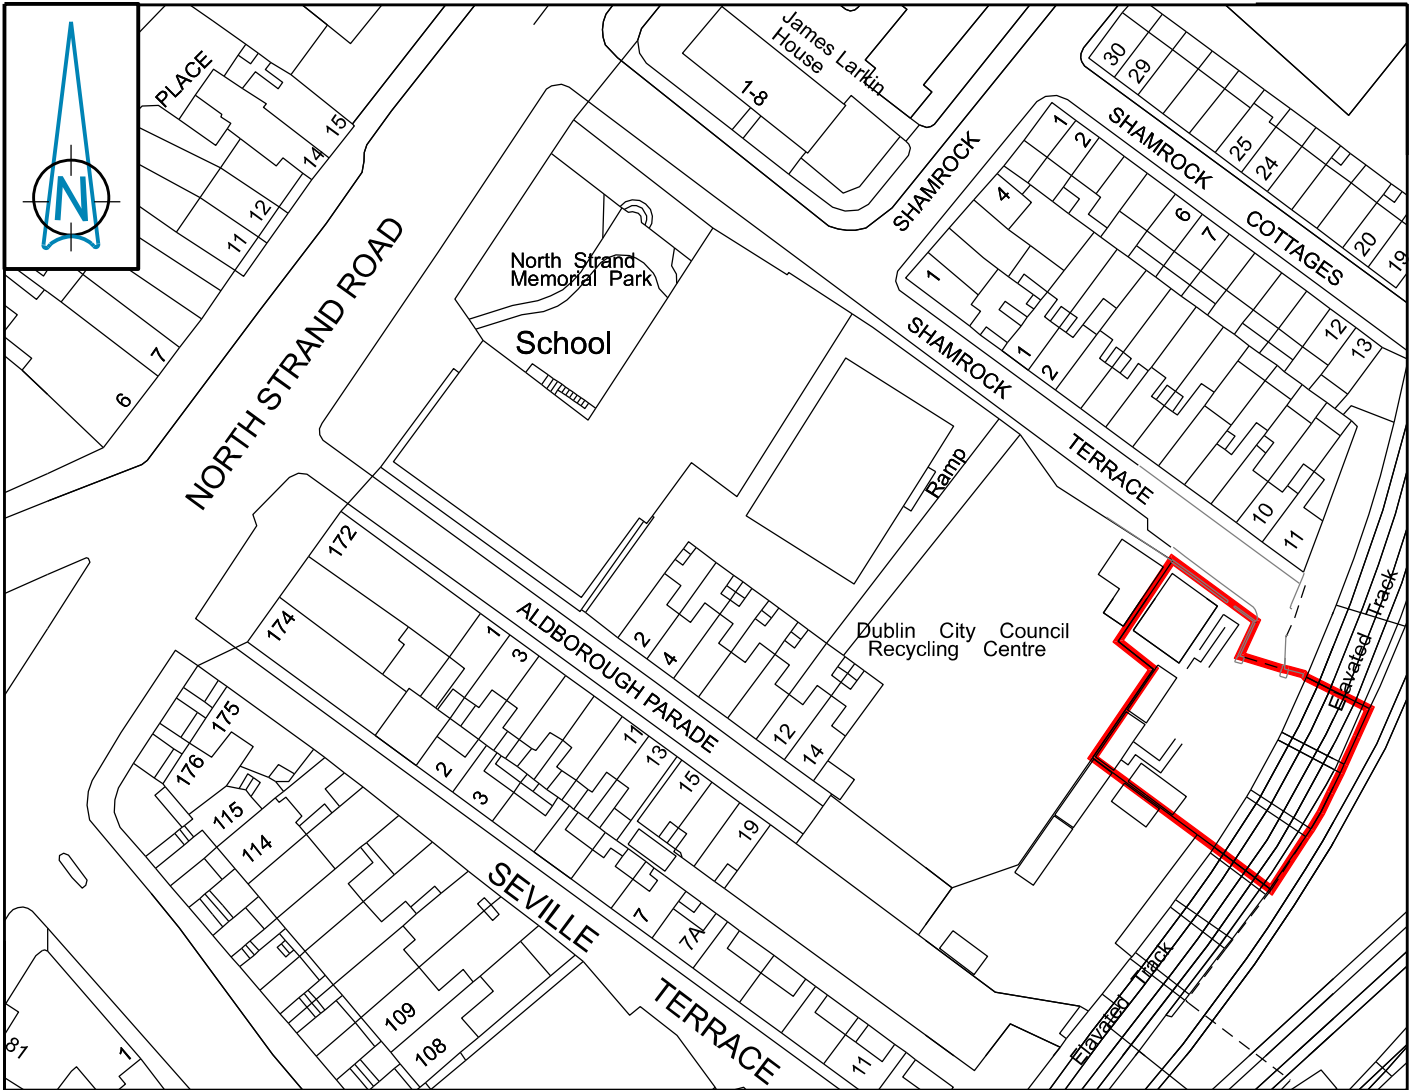 N
PLACE
15
14
12
11
7
6
NORTH STRAND ROAD
James Larkin
House
1-8
SHAMROCK
30
29
25
24
20
19
SHAMROCK
COTTAGES
1
2
4
6
7
12
13
1
1
2
10
11
SHAMROCK
TERRACE
North Strand
Memorial Park
School
Ramp
Dublin City Council
Recycling Centre
Elavated Track
Elavated Track
172
174
ALDBOROUGH PARADE
2
4
12
14
1
3
11
13
15
19
175
176
115
114
2
3
7
7A
11
SEVILLE
TERRACE
109
108
81
1